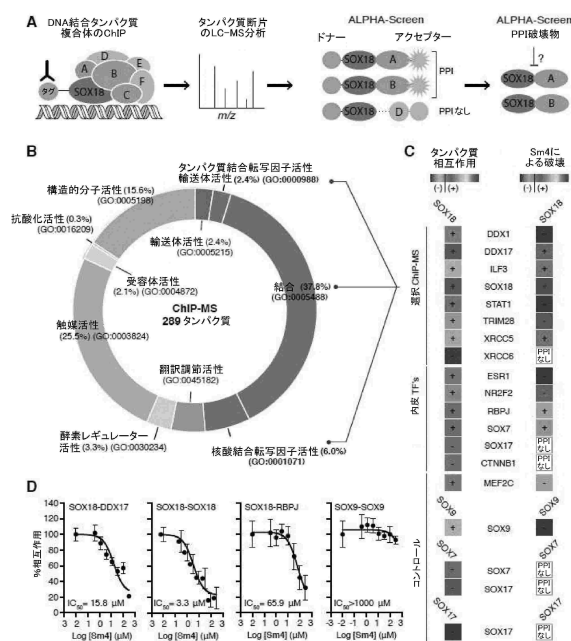 A
DNA結合タンパク質
複合体のChIP
タンパク質断片
のLC-MS分析
ALPHA-Screen
ALPHA-Screen
PPI破壊物
タグ
SOX18
A
D
B
E
F
C
m/z
ドナー
アクセプター
SOX18
A
SOX18
B
PPI
SOX18
D
PPIなし
?
SOX18
A
SOX18
B
B
タンパク質結合転写因子活性
輸送体活性 (2.4%) (GO:0000988)
構造的分子活性 (15.6%)
(GO:0005198)
輸送体活性 (2.4%)
(GO:0005215)
抗酸化活性 (0.3%)
(GO:0016209)
受容体活性
(2.1%) (GO:0004872)
結合 (37.8%)
(GO:0005488)
ChIP-MS
289 タンパク質
触媒活性
(25.5%) (GO:0003824)
翻訳調節活性
(GO:0045182)
酵素レギュレーター
活性 (3.3%) (GO:0030234)
核酸結合転写因子活性 (6.0%)
(GO:0001071)
C
タンパク質
相互作用
Sm4に
よる破壊
(-) (+)
(-) (+)
SOX18
SOX18
選択 ChIP-MS
+ DDX1 -
+ DDX17 +
+ ILF3 +
+ SOX18 +
+ STAT1 -
+ TRIM28 -
+ XRCC5 +
- XRCC6 PPIなし
内皮 TF's
+ ESR1 -
+ NR2F2 -
+ RBPJ +
+ SOX7 +
- SOX17 PPIなし
- CTNNB1 PPIなし
+ MEF2C -
コントロール
SOX9
SOX9
+ SOX9 -
SOX7
SOX7
- SOX7 PPIなし
- SOX17 PPIなし
SOX17
SOX17
SOX17 PPIなし
D
%相互作用
140
120
100
80
60
40
20
0
SOX18-DDX17
IC50= 15.8 μM
SOX18-SOX18
IC50= 3.3 μM
SOX18-RBPJ
IC50= 65.9 μM
SOX9-SOX9
IC50>1000 μM
Log [Sm4] (μM)
Log [Sm4] (μM)
Log [Sm4] (μM)
Log [Sm4] (μM)